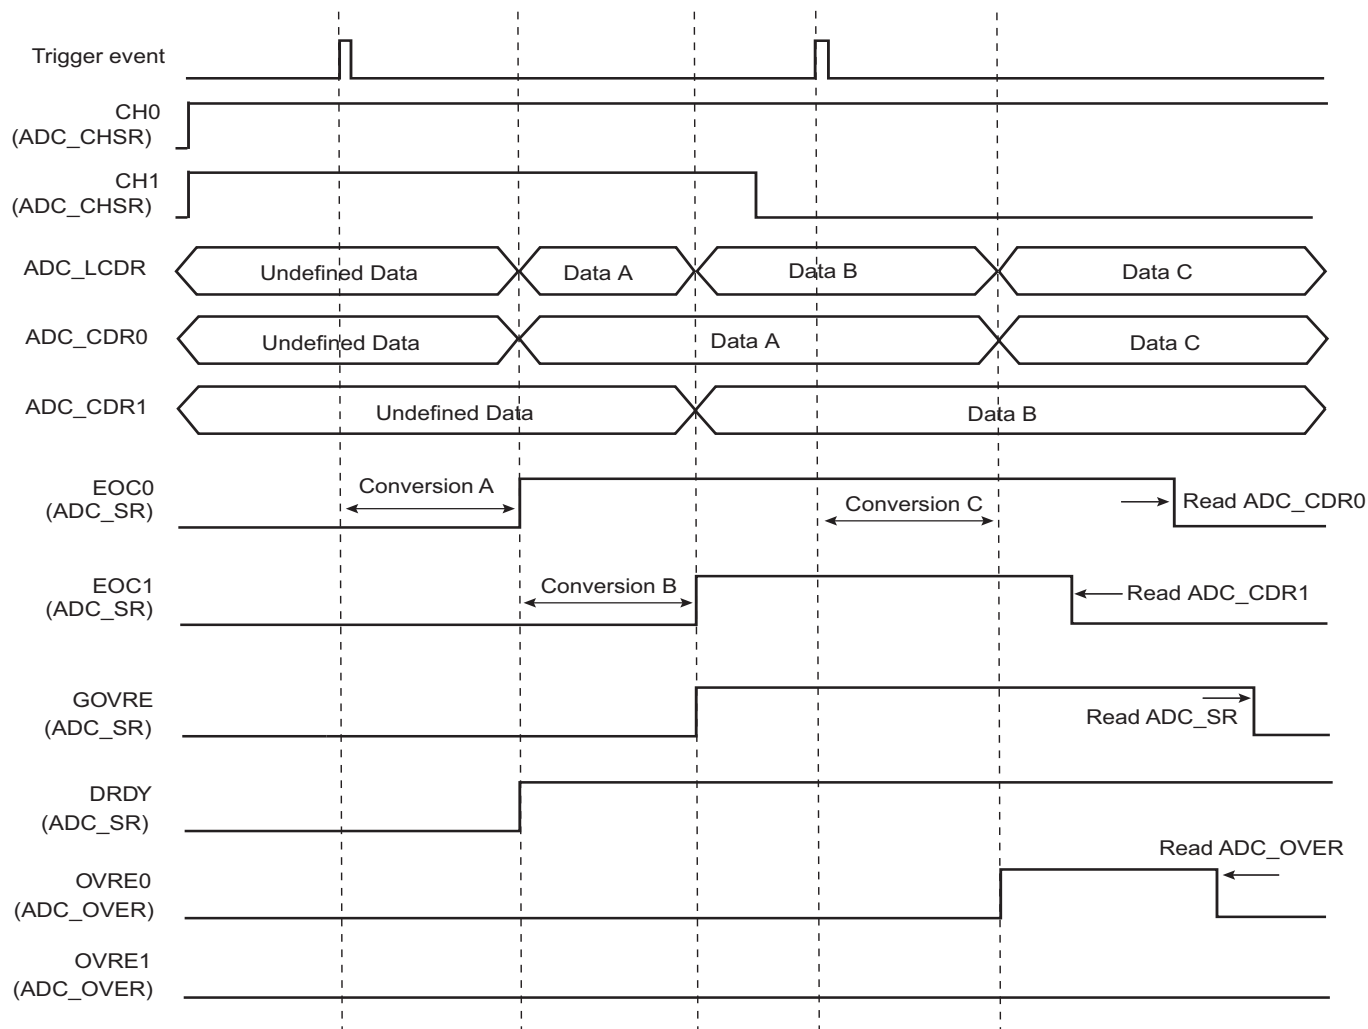 Trigger event
CH0
(ADC_CHSR)
CH1
(ADC_CHSR)
ADC_LCDR
Undefined Data
Data A
Data B
Data C
ADC_CDR0
Undefined Data
Data A
Data C
ADC_CDR1
Undefined Data
Data B
EOC0
(ADC_SR)
Conversion A
Conversion C
Read ADC_CDR0
EOC1
(ADC_SR)
Conversion B
Read ADC_CDR1
GOVRE
(ADC_SR)
Read ADC_SR
DRDY
(ADC_SR)
Read ADC_OVER
OVRE0
(ADC_OVER)
OVRE1
(ADC_OVER)